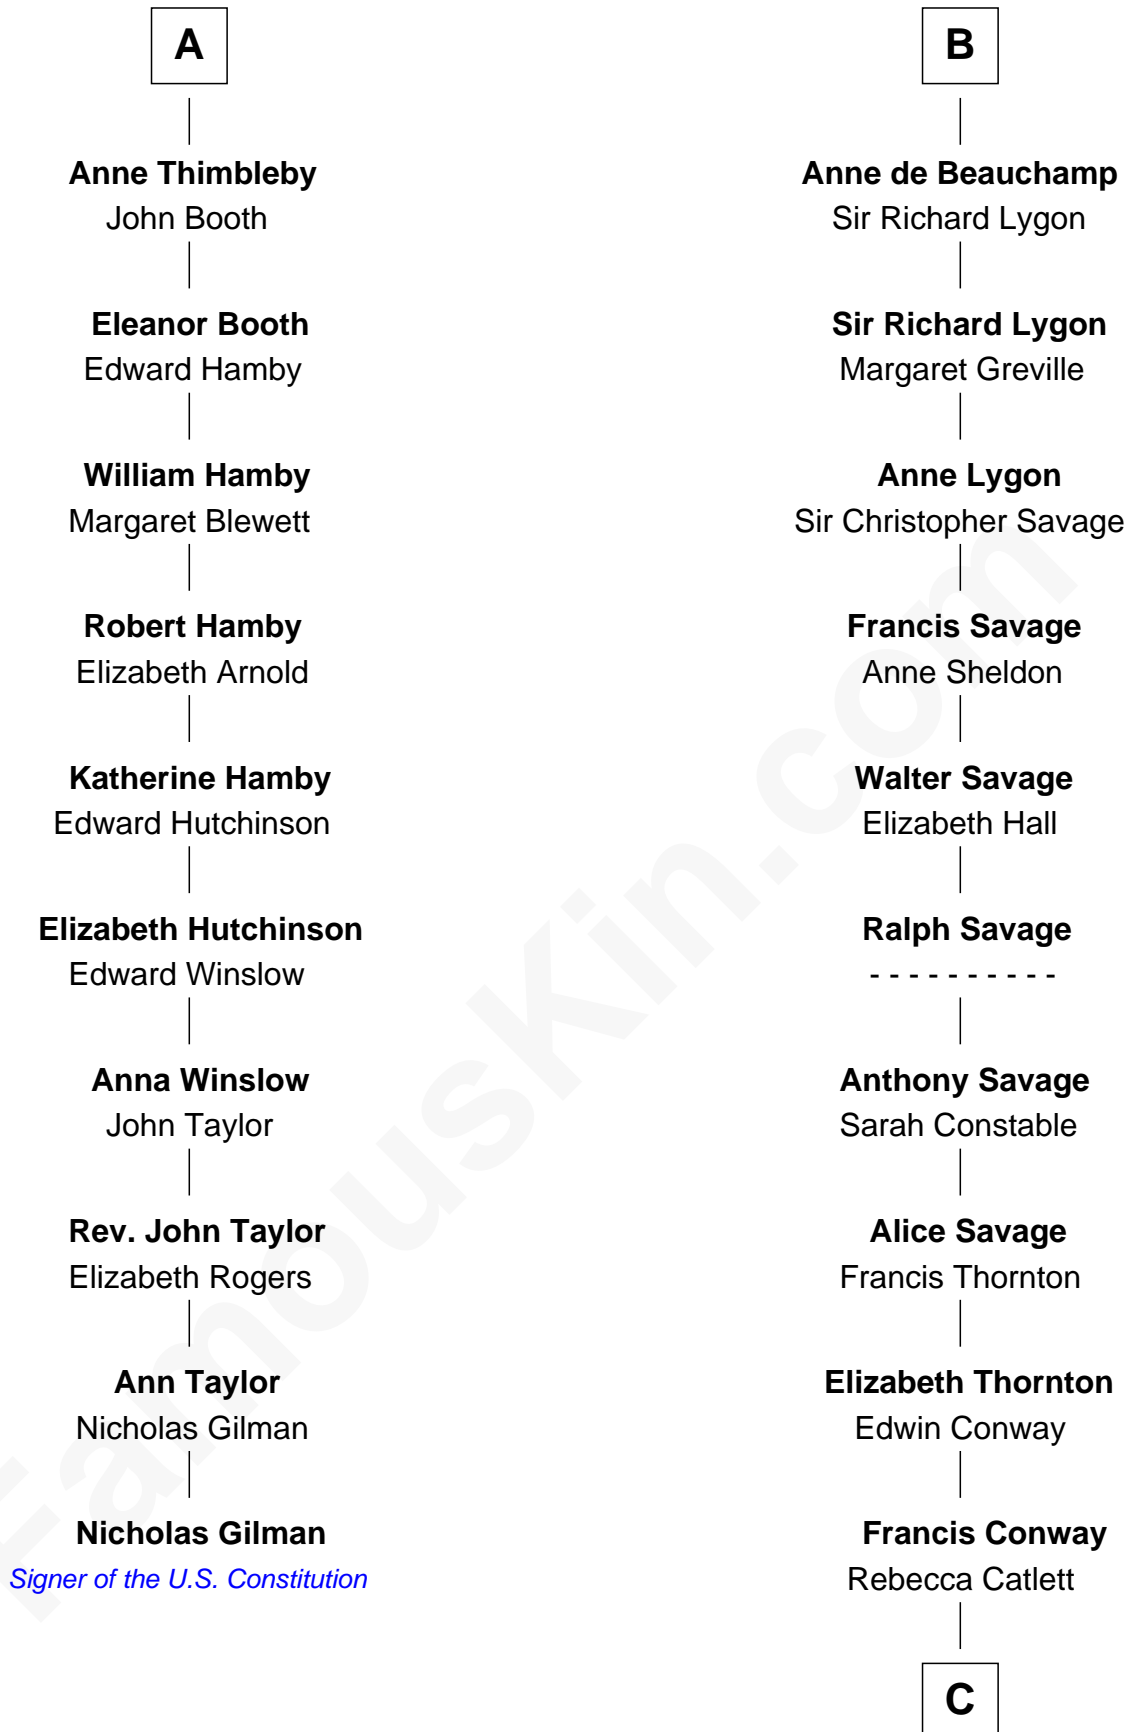 A
Anne Thimbleby
John Booth
Eleanor Booth
Edward Hamby
William Hamby
Margaret Blewett
Robert Hamby
Elizabeth Arnold
Katherine Hamby
Edward Hutchinson
Elizabeth Hutchinson
Edward Winslow
Anna Winslow
John Taylor
Rev. John Taylor
Elizabeth Rogers
Ann Taylor
Nicholas Gilman
Nicholas Gilman
Signer of the U.S. Constitution
B
Anne de Beauchamp
Sir Richard Lygon
Sir Richard Lygon
Margaret Greville
Anne Lygon
Sir Christopher Savage
Francis Savage
Anne Sheldon
Walter Savage
Elizabeth Hall
Ralph Savage
- - - - - - - - - -
Anthony Savage
Sarah Constable
Alice Savage
Francis Thornton
Elizabeth Thornton
Edwin Conway
Francis Conway
Rebecca Catlett
C
FamousKin.com